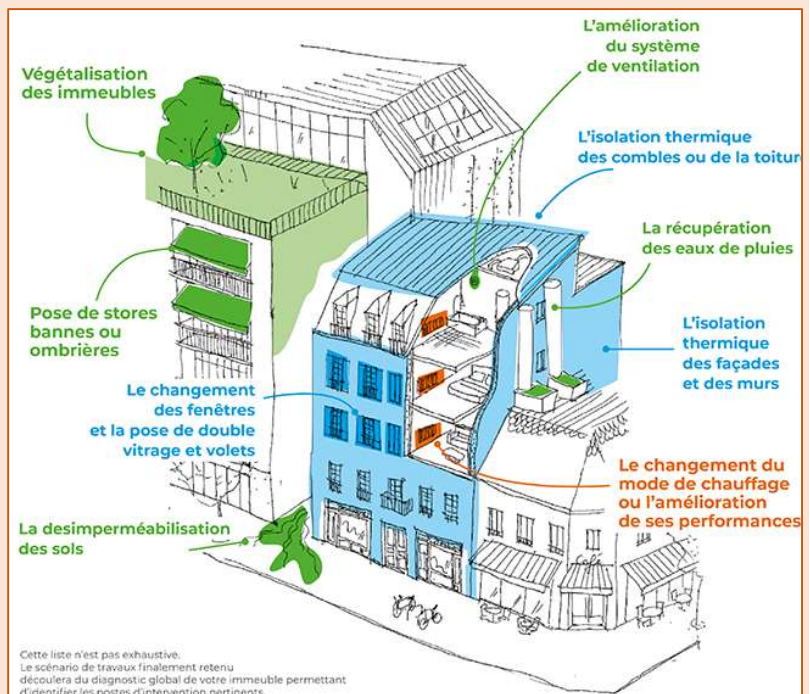 L'amélioration
du système
de ventilation
Végétalisation
des immeubles
L'isolation thermique
des combles ou de la toiture
La récupération
des eaux de pluies
Pose de stores
bannes ou
ombrières
L'isolation
thermique
des façades
et des murs
Le changement
des fenêtres
et la pose de double
vitrage et volets
Le changement du
mode de chauffage
ou l'amélioration
de ses performances
La desimperméabilisation
des sols
Cette liste n'est pas exhaustive.
Le scénario de travaux finalement retenu
découlera du diagnostic global de votre immeuble permettant
d'identifier les postes d'intervention pertinents